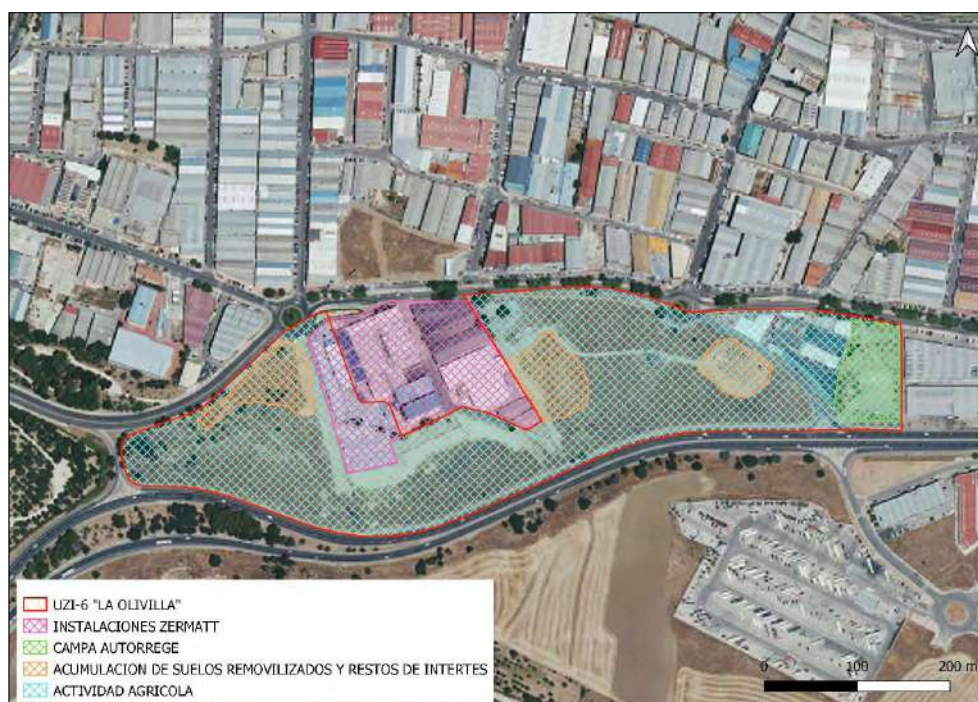 UZI-6 "LA OLIVILLA"
INSTALACIONES ZERMATT
CAMPA AUTORREGE
ACUMULACION DE SUELOS REMOVILIZADOS Y RESTOS DE INTERTES
ACTIVIDAD AGRICOLA
0 100 200 m